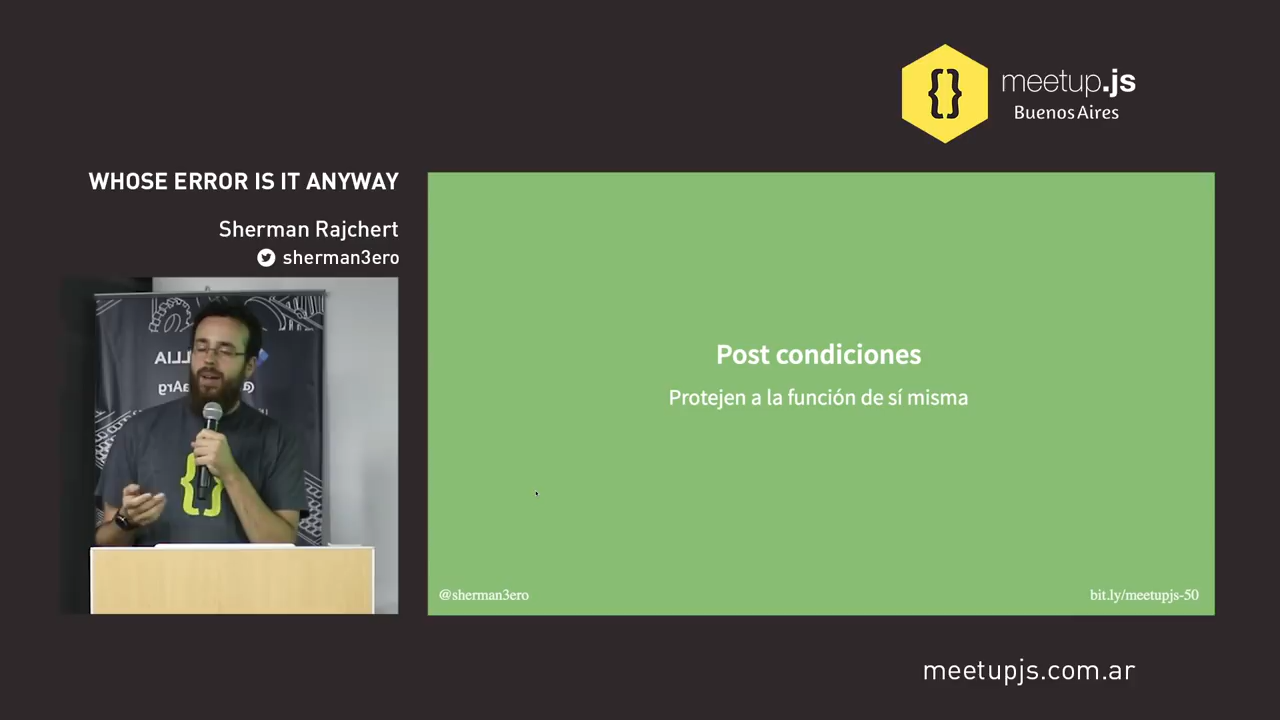 {}
meetup.js
Buenos Aires
WHOSE ERROR IS IT ANYWAY
Sherman Rajchert
sherman3ero
{}
Post condiciones
Protejen a la función de sí misma
@sherman3ero
bit.ly/meetupjs-50
meetupjs.com.ar